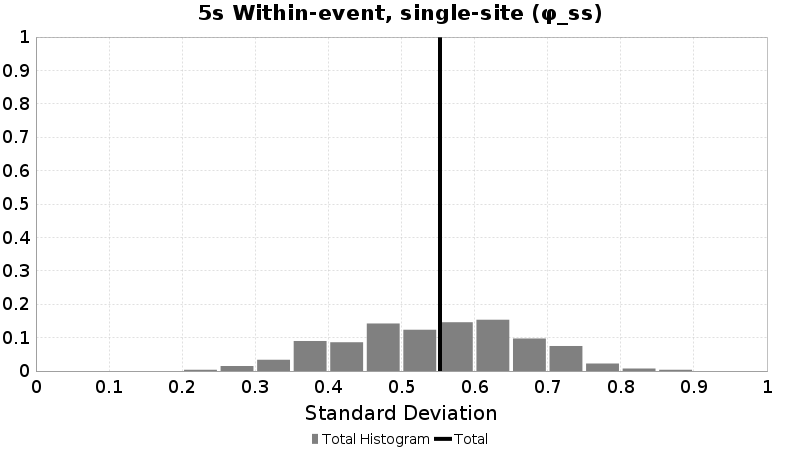 5s Within-event, single-site (φ_ss)
1
0.9
0.8
0.7
0.6
0.5
0.4
0.3
0.2
0.1
0
0 0.1 0.2 0.3 0.4 0.5 0.6 0.7 0.8 0.9 1
Standard Deviation
Total Histogram Total